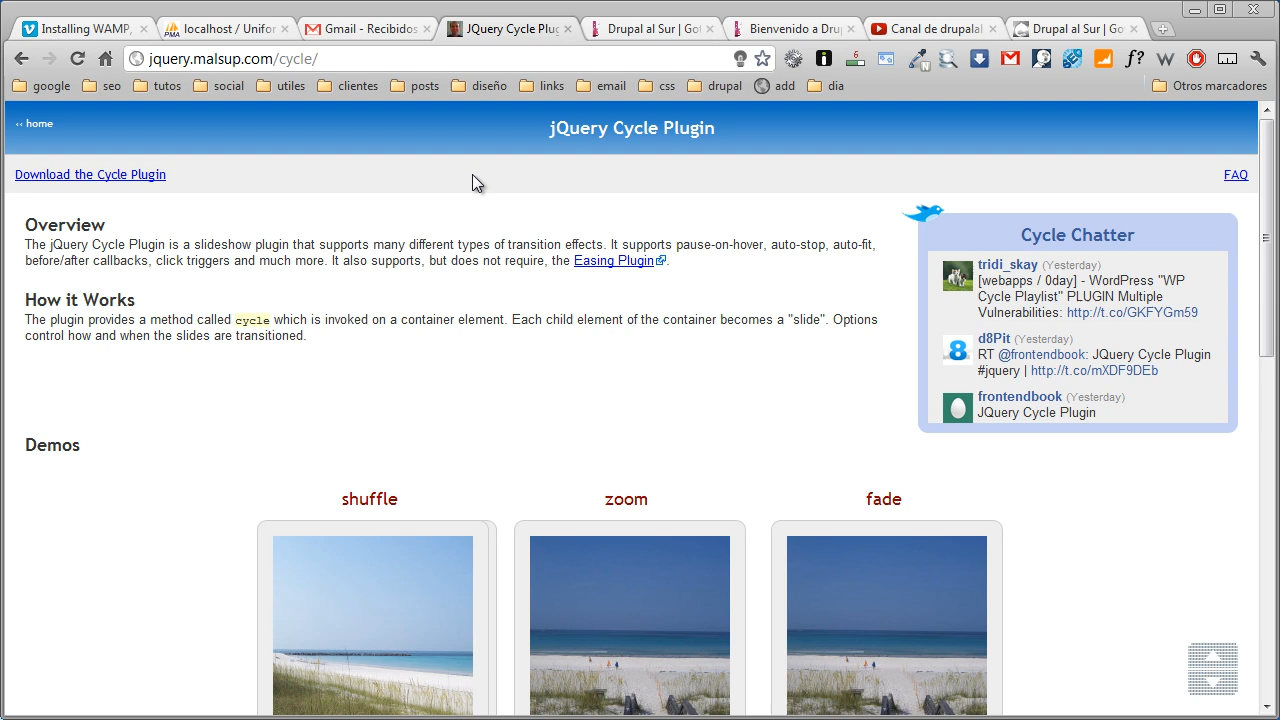 Installing WAMP,
localhost / Unifor
Gmail - Recibidos
JQuery Cycle Plug
Drupal al Sur | Go
Bienvenido a Dru
Canal de drupalal
Drupal al Sur | Go
jquery.malsup.com/cycle/
google
seo
tutos
social
utiles
clientes
posts
diseño
links
email
css
drupal
add
dia
Otros marcadores
‹‹ home
jQuery Cycle Plugin
Download the Cycle Plugin
FAQ
Overview
The jQuery Cycle Plugin is a slideshow plugin that supports many different types of transition effects. It supports pause-on-hover, auto-stop, auto-fit,
before/after callbacks, click triggers and much more. It also supports, but does not require, the Easing Plugin.
How it Works
The plugin provides a method called cycle which is invoked on a container element. Each child element of the container becomes a "slide". Options
control how and when the slides are transitioned.
Cycle Chatter
tridi_skay (Yesterday)
[webapps / 0day] - WordPress "WP
Cycle Playlist" PLUGIN Multiple
Vulnerabilities: http://t.co/GKFYGm59
d8Pit (Yesterday)
RT @frontendbook: JQuery Cycle Plugin
#jquery | http://t.co/mXDF9DEb
frontendbook (Yesterday)
JQuery Cycle Plugin
Demos
shuffle
zoom
fade